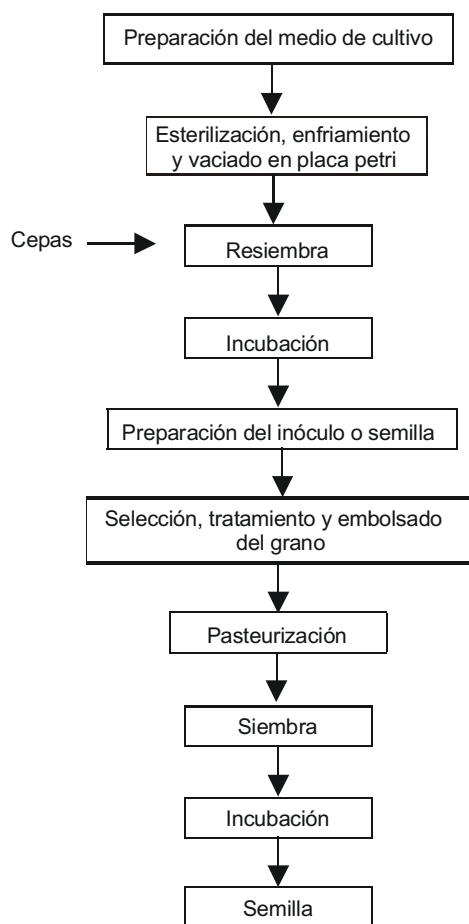 Preparación del medio de cultivo
Esterilización, enfriamiento
y vaciado en placa petri
Cepas
Resiembra
Incubación
Preparación del inóculo o semilla
Selección, tratamiento y embolsado
del grano
Pasteurización
Siembra
Incubación
Semilla